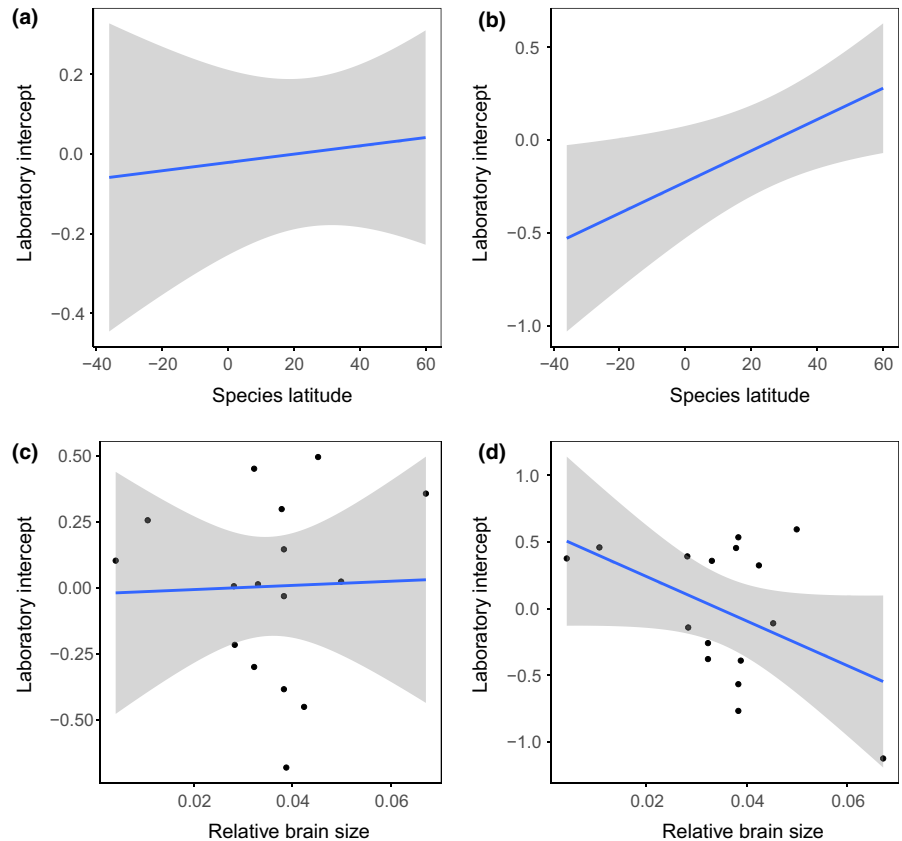 (a)
Laboratory intercept
0.2
0.0
−0.2
−0.4
−40 −20 0 20 40 60
Species latitude
(b)
Laboratory intercept
0.5
0.0
−0.5
−1.0
−40 −20 0 20 40 60
Species latitude
(c)
Laboratory intercept
0.50
0.25
0.00
−0.25
−0.50
0.02 0.04 0.06
Relative brain size
(d)
Laboratory intercept
1.0
0.5
0.0
−0.5
−1.0
0.02 0.04 0.06
Relative brain size